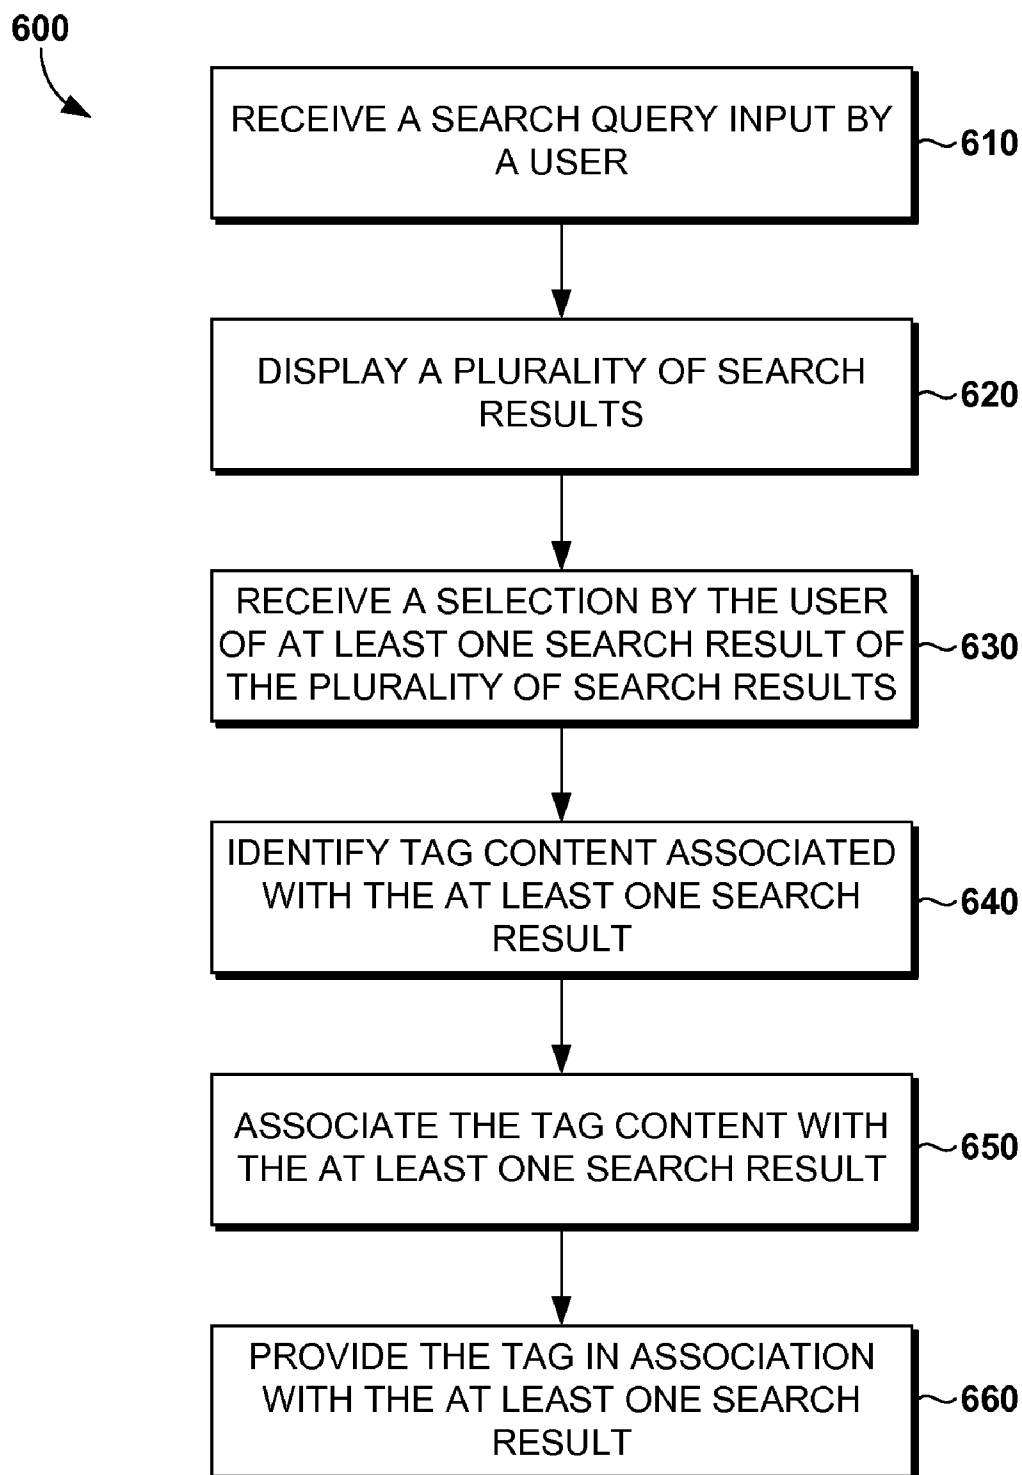 600
RECEIVE A SEARCH QUERY INPUT BY
A USER
610
DISPLAY A PLURALITY OF SEARCH
RESULTS
620
RECEIVE A SELECTION BY THE USER
OF AT LEAST ONE SEARCH RESULT OF
THE PLURALITY OF SEARCH RESULTS
630
IDENTIFY TAG CONTENT ASSOCIATED
WITH THE AT LEAST ONE SEARCH
RESULT
640
ASSOCIATE THE TAG CONTENT WITH
THE AT LEAST ONE SEARCH RESULT
650
PROVIDE THE TAG IN ASSOCIATION
WITH THE AT LEAST ONE SEARCH
RESULT
660